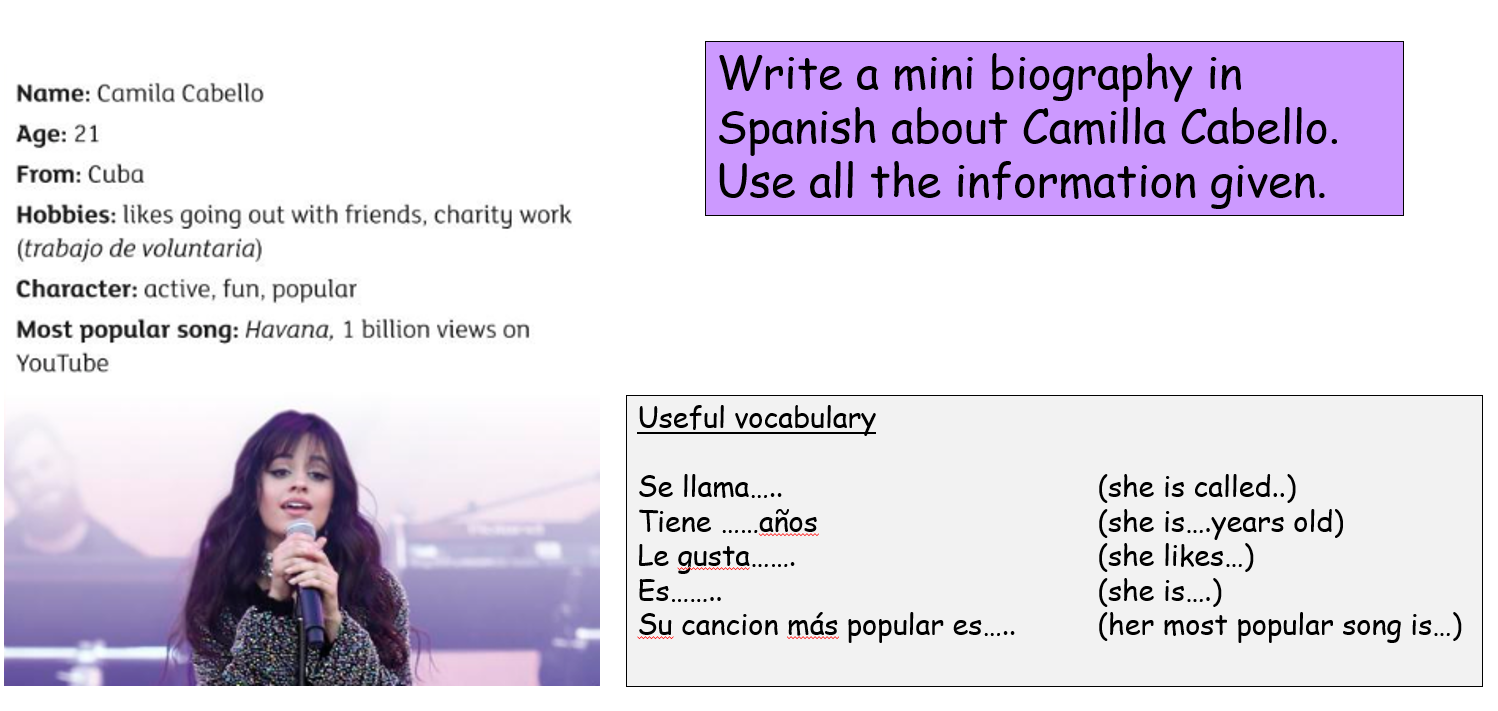 Name: Camila Cabello
Age: 21
From: Cuba
Hobbies: likes going out with friends, charity work
(trabajo de voluntaria)
Character: active, fun, popular
Most popular song: Havana, 1 billion views on
YouTube
Write a mini biography in
Spanish about Camilla Cabello.
Use all the information given.
Useful vocabulary
Se llama..... (she is called..)
Tiene ......años (she is....years old)
Le gusta....... (she likes...)
Es........ (she is....)
Su cancion más popular es..... (her most popular song is...)